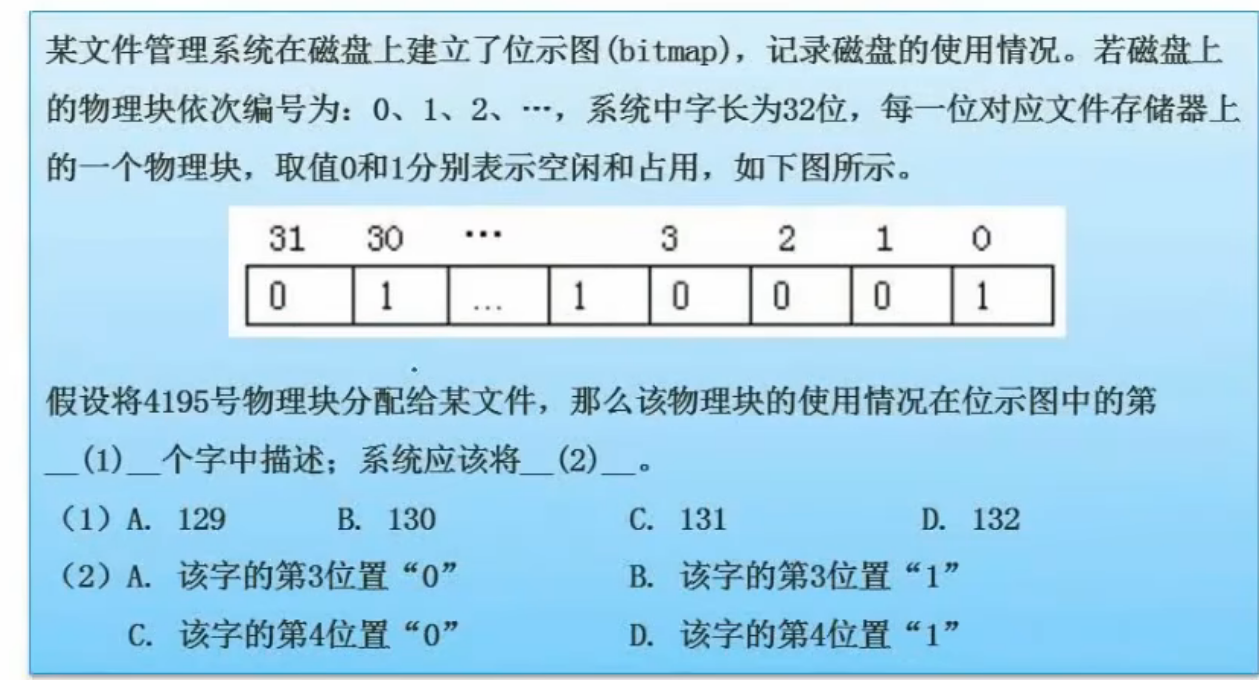 某文件管理系统在磁盘上建立了位示图(bitmap)，记录磁盘的使用情况。若磁盘上
的物理块依次编号为：0、1、2、…，系统中字长为32位，每一位对应文件存储器上
的一个物理块，取值0和1分别表示空闲和占用，如下图所示。
31 30 … 3 2 1 0
0 1 ... 1 0 0 0 1
假设将4195号物理块分配给某文件，那么该物理块的使用情况在位示图中的第
__(1)__个字中描述；系统应该将__(2)__。
（1）A. 129 B. 130 C. 131 D. 132
（2）A. 该字的第3位置“0” B. 该字的第3位置“1”
C. 该字的第4位置“0” D. 该字的第4位置“1”